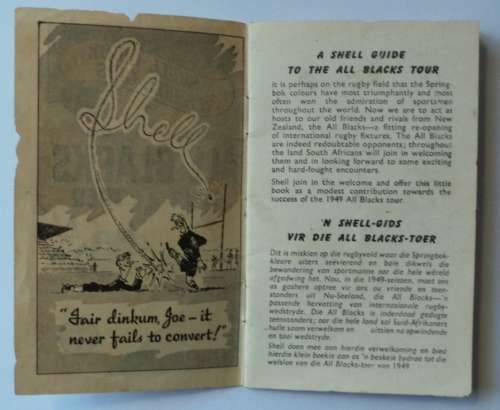 Shell
"Fair dinkum, Joe – it
never fails to convert!"
A SHELL GUIDE
TO THE ALL BLACKS TOUR
It is perhaps on the rugby field that the Spring-
bok colours have most triumphantly and most
often won the admiration of sportsmen
throughout the world. Now we are to act as
hosts to our old friends and rivals from New
Zealand, the All Blacks—a fitting re-opening
of international rugby fixtures. The All Blacks
are indeed redoubtable opponents; throughout
the land South Africans will join in welcoming
them and in looking forward to some exciting
and hard-fought encounters.
Shell join in the welcome and offer this little
book as a modest contribution towards the
success of the 1949 All Blacks tour.
'N SHELL-GIDS
VIR DIE ALL BLACKS-TOER
Dit is miskien op die rugbyveld waar die Springbok-
kleure uiters seëvierend en baie dikwels die
bewondering van sportmanne oor die hele wêreld
afgedwing het. Nou, in die 1949-seisoen, moet ons
as gashere optree vir ons ou vriende en teen-
standers uit Nu-Seeland, die All Blacks—'n
passende hervatting van internasionale rugby-
wedstryde. Die All Blacks is inderdaad gedugte
teenstanders; oor die hele land sal Suid-Afrikaners
hulle saam verwelkom en uitsien na opwindende
en taai wedstryde.
Shell doen mee aan hierdie verwelkoming en bied
hierdie klein boekie aan as 'n beskeie bydrae tot die
welslae van die All Blacks-toer van 1949.